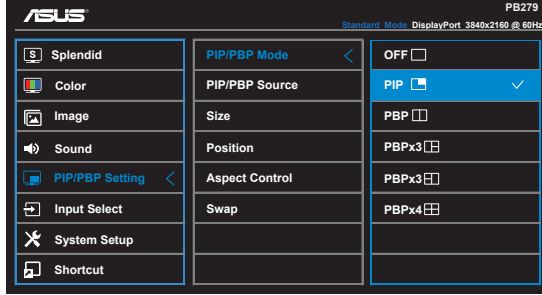 ASUS
PB279
Standard Mode DisplayPort 3840x2160 @ 60Hz
S Splendid
Color
Image
Sound
PIP/PBP Setting
Input Select
System Setup
Shortcut
PIP/PBP Mode
PIP/PBP Source
Size
Position
Aspect Control
Swap
OFF
PIP
PBP
PBPx3
PBPx3
PBPx4